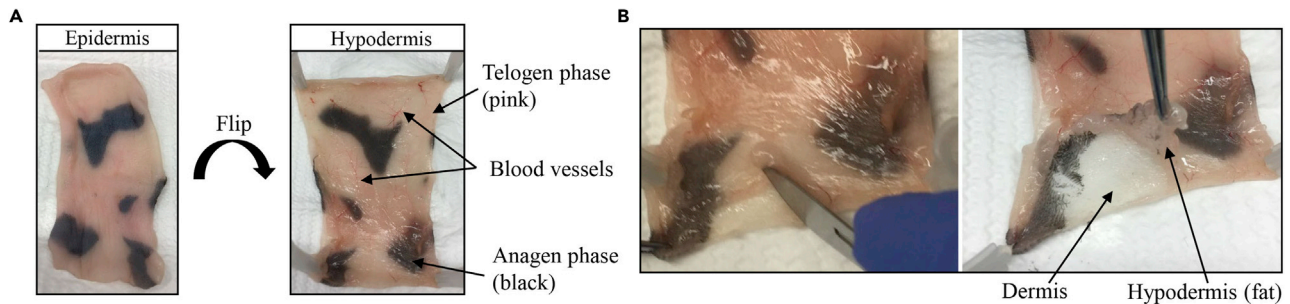 A
Epidermis
Flip
Hypodermis
Telogen phase
(pink)
Blood vessels
Anagen phase
(black)
B
Dermis
Hypodermis (fat)